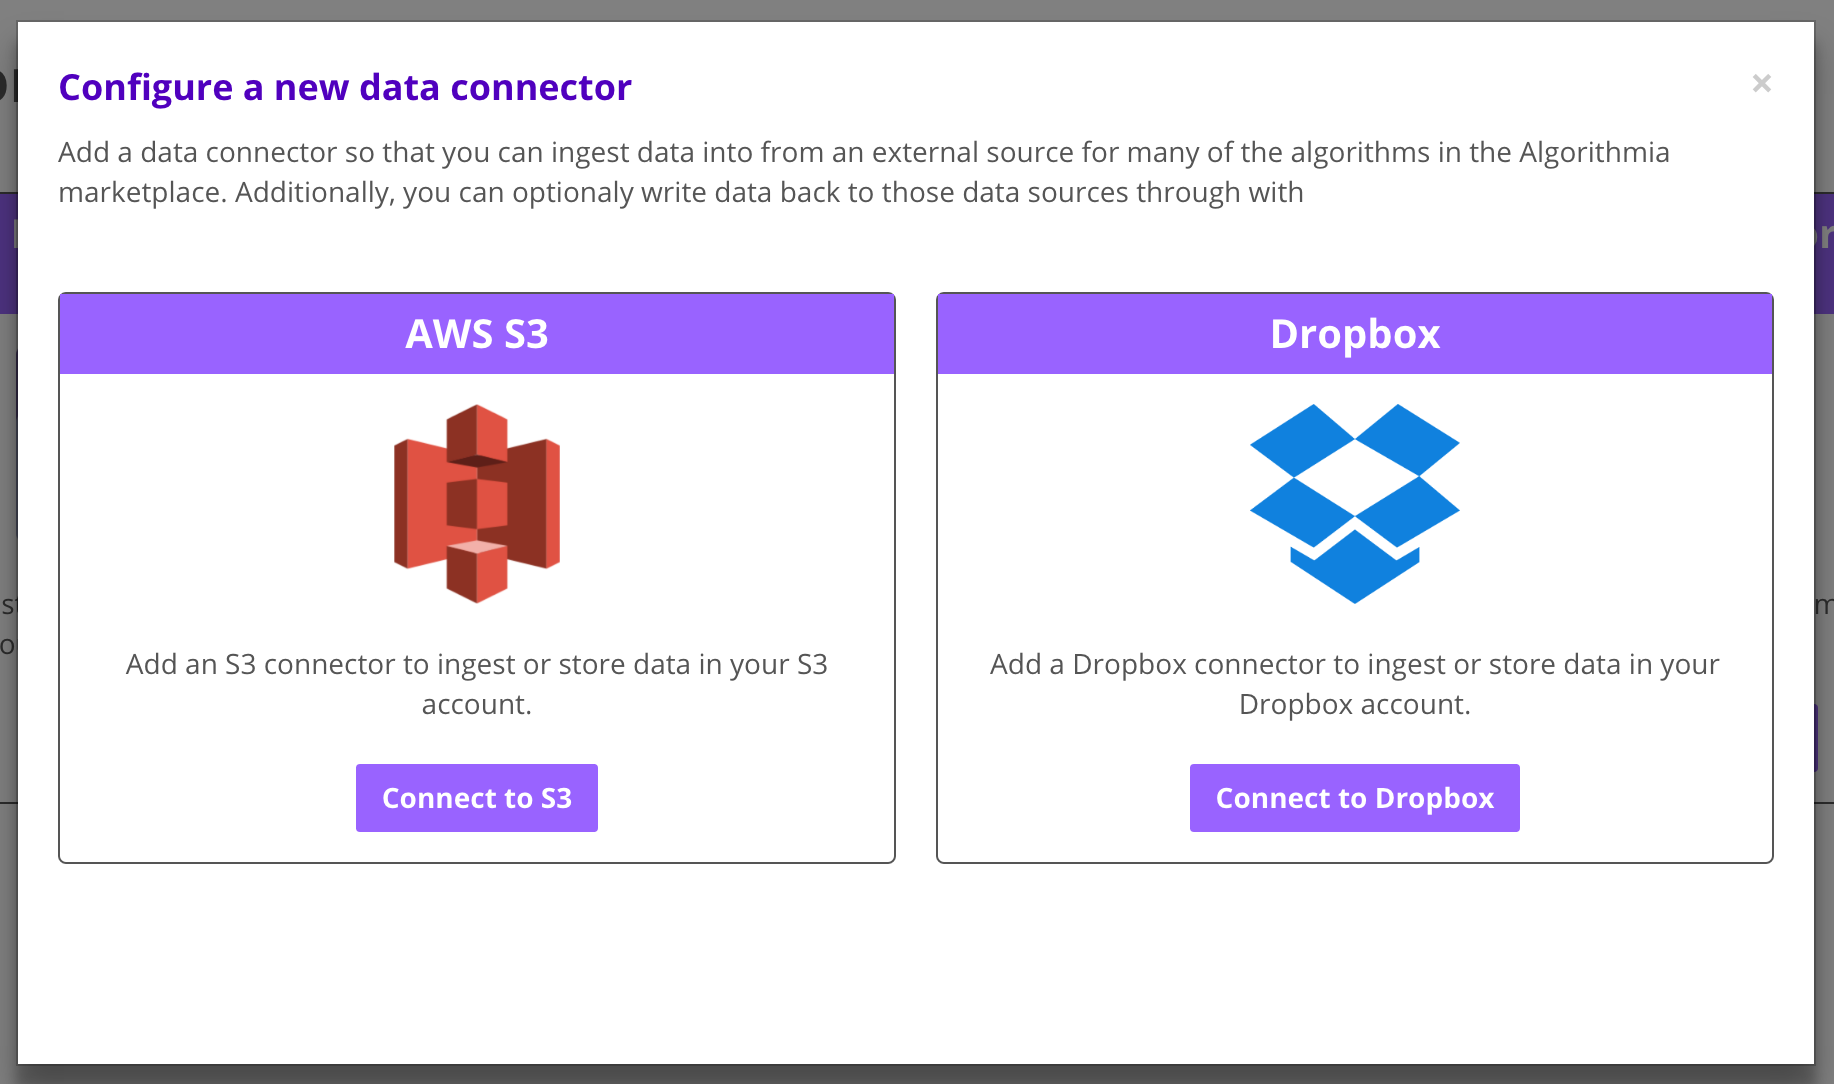 Configure a new data connector
×
Add a data connector so that you can ingest data into from an external source for many of the algorithms in the Algorithmia
marketplace. Additionally, you can optionaly write data back to those data sources through with
AWS S3
Add an S3 connector to ingest or store data in your S3
account.
Connect to S3
Dropbox
Add a Dropbox connector to ingest or store data in your
Dropbox account.
Connect to Dropbox